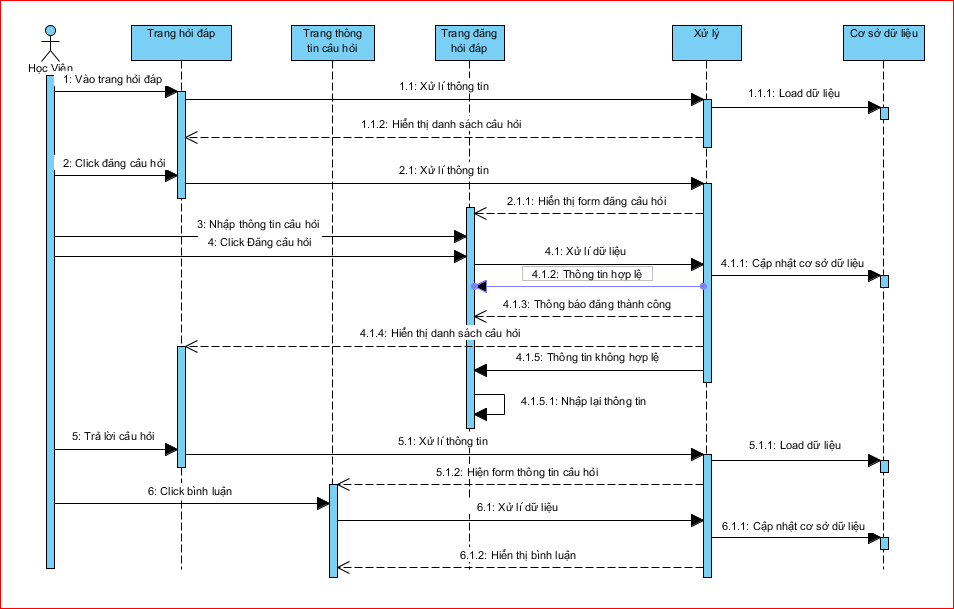 Trang hỏi đáp
Trang thông
tin câu hỏi
Trang đăng
hỏi đáp
Xử lý
Cơ sở dữ liệu
Học Viên
1: Vào trang hỏi đáp
1.1: Xử lí thông tin
1.1.1: Load dữ liệu
1.1.2: Hiển thị danh sách câu hỏi
2: Click đăng câu hỏi
2.1: Xử lí thông tin
2.1.1: Hiển thị form đăng câu hỏi
3: Nhập thông tin câu hỏi
4: Click Đăng câu hỏi
4.1: Xử lí dữ liệu
4.1.1: Cập nhật cơ sở dữ liệu
4.1.2: Thông tin hợp lệ
4.1.3: Thông báo đăng thành công
4.1.4: Hiển thị danh sách câu hỏi
4.1.5: Thông tin không hợp lệ
4.1.5.1: Nhập lại thông tin
5: Trả lời câu hỏi
5.1: Xử lí thông tin
5.1.1: Load dữ liệu
5.1.2: Hiện form thông tin câu hỏi
6: Click bình luận
6.1: Xử lí dữ liệu
6.1.1: Cập nhật cơ sở dữ liệu
6.1.2: Hiển thị bình luận